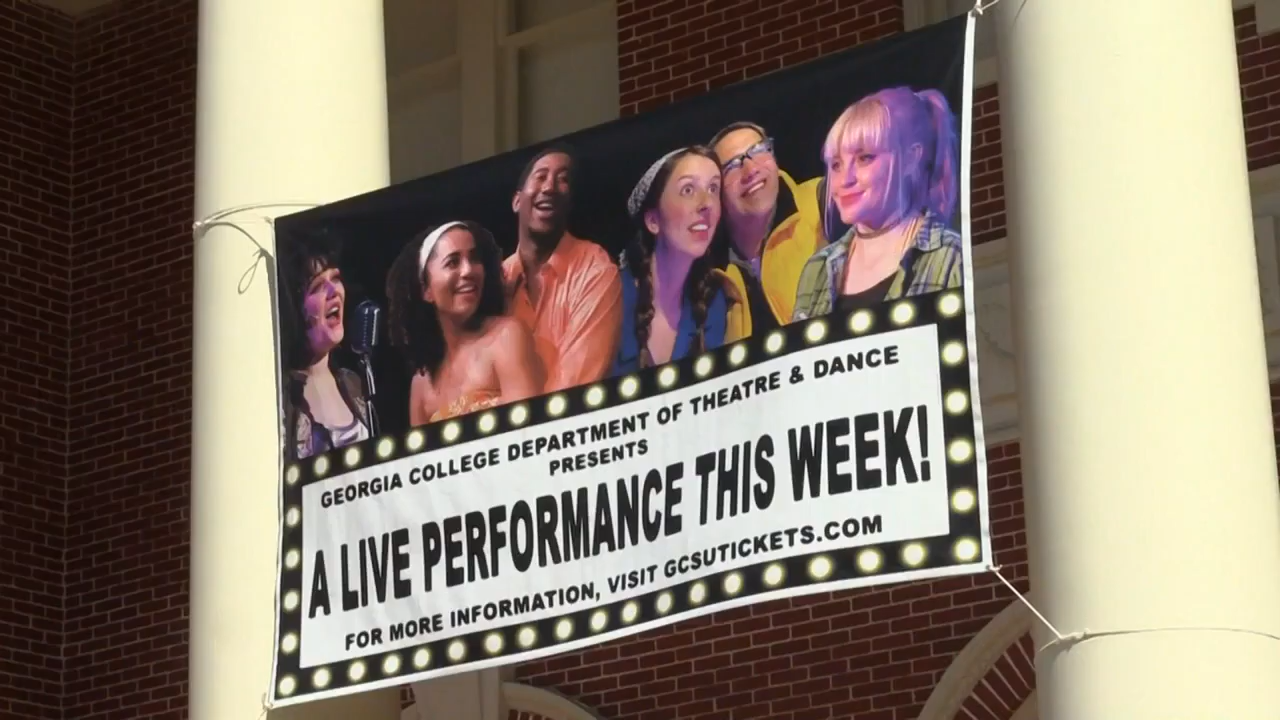 GEORGIA COLLEGE DEPARTMENT OF THEATRE & DANCE
PRESENTS
A LIVE PERFORMANCE THIS WEEK!
FOR MORE INFORMATION, VISIT GCSUTICKETS.COM